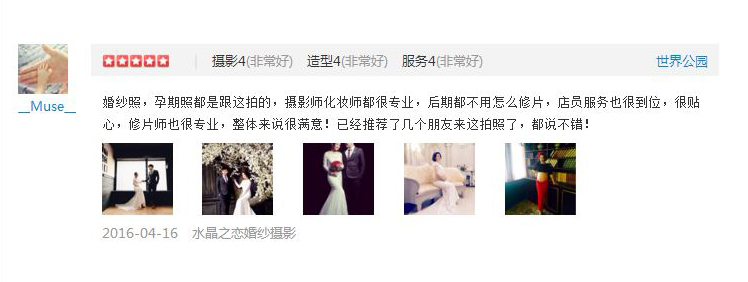 摄影4(非常好) 造型4(非常好) 服务4(非常好) 世界公园
__Muse__
婚纱照，孕期照都是跟这拍的，摄影师化妆师都很专业，后期都不用怎么修片，店员服务也很到位，很贴
心，修片师也很专业，整体来说很满意！已经推荐了几个朋友来这拍照了，都说不错！
2016-04-16 水晶之恋婚纱摄影